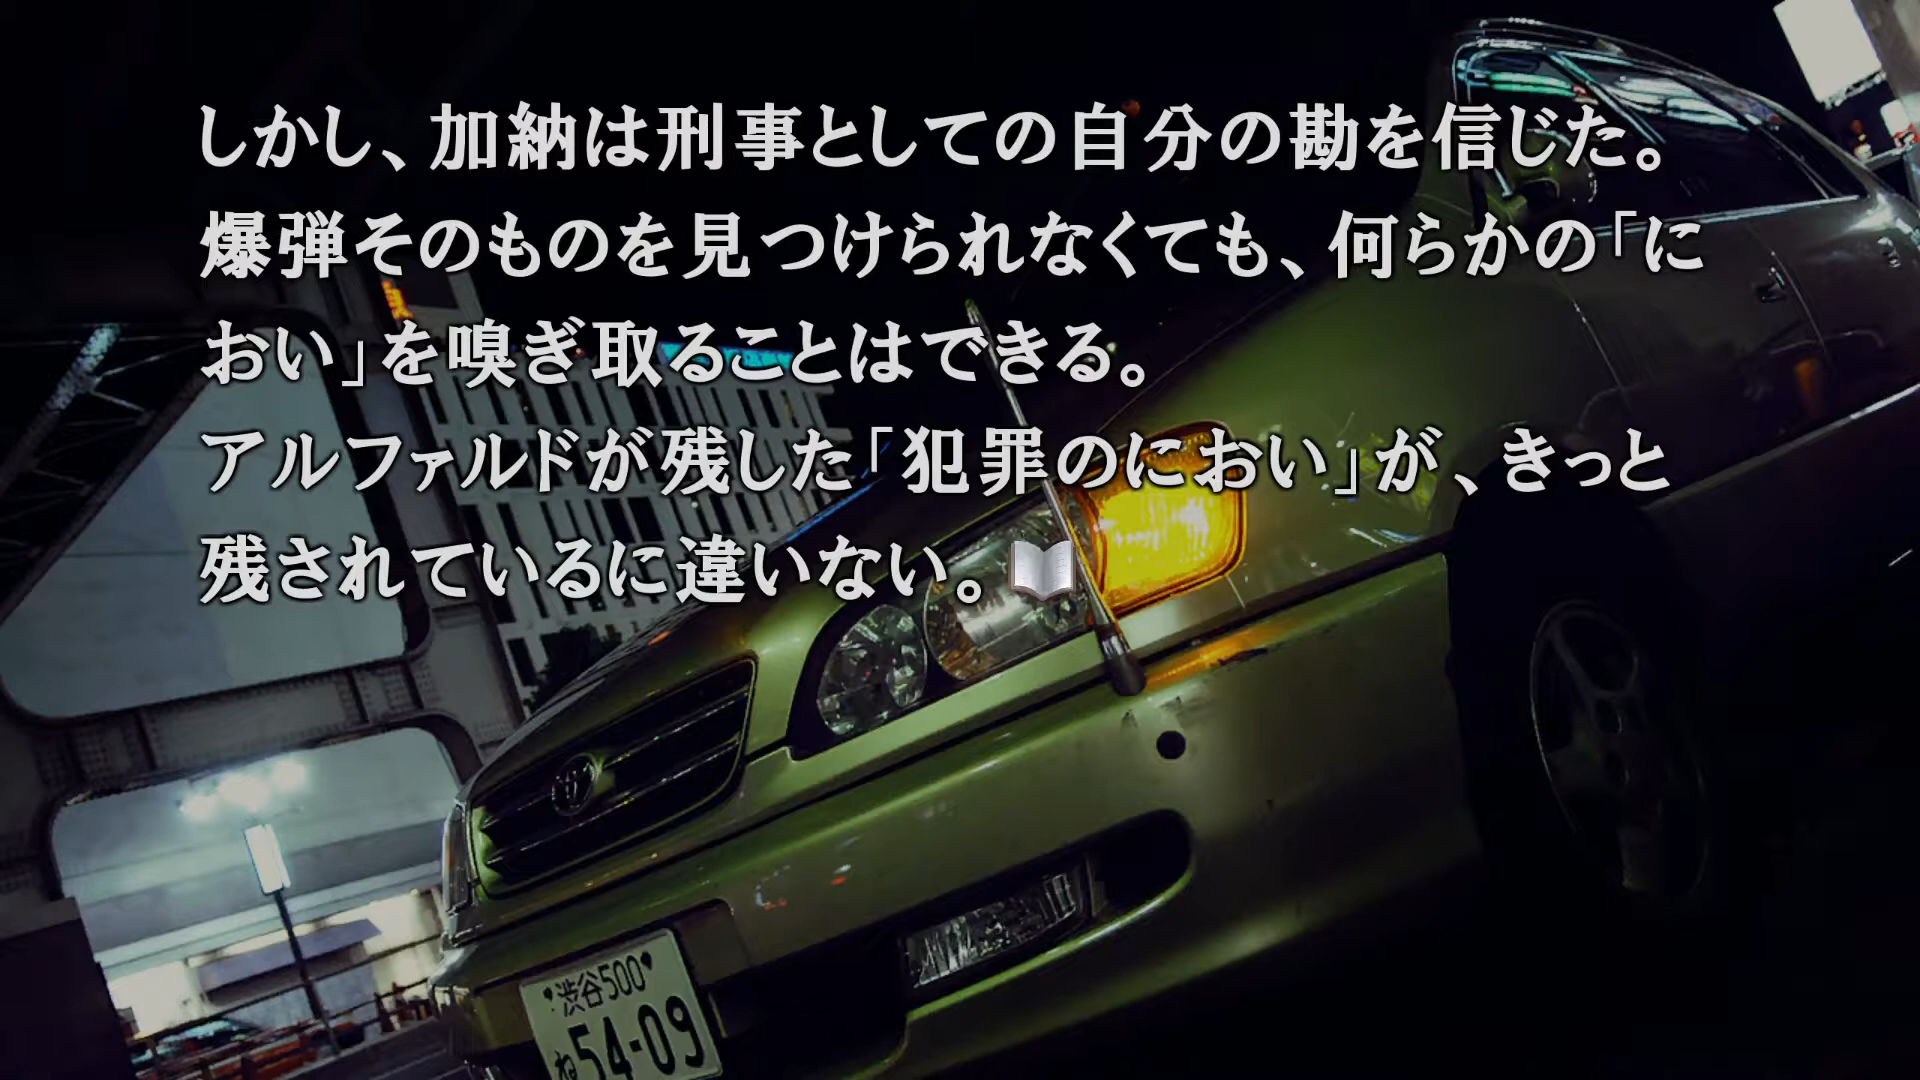 しかし、加納は刑事としての自分の勘を信じた。
爆弾そのものを見つけられなくても、何らかの「に
おい」を嗅ぎ取ることはできる。
アルファルドが残した「犯罪のにおい」が、きっと
残されているに違いない。
渋谷500
ね 54-09